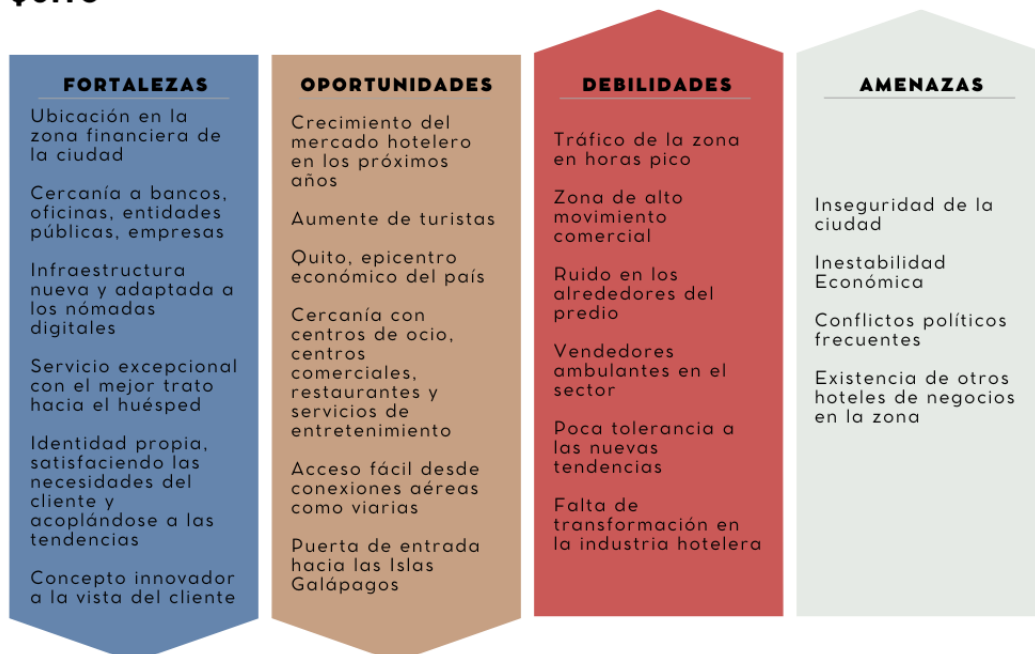 FORTALEZAS
Ubicación en la
zona financiera de
la ciudad
Cercanía a bancos,
oficinas, entidades
públicas, empresas
Infraestructura
nueva y adaptada a
los nómadas
digitales
Servicio excepcional
con el mejor trato
hacia el huésped
Identidad propia,
satisfaciendo las
necesidades del
cliente y
acoplándose a las
tendencias
Concepto innovador
a la vista del cliente
OPORTUNIDADES
Crecimiento del
mercado hotelero
en los próximos
años
Aumente de turistas
Quito, epicentro
económico del país
Cercanía con
centros de ocio,
centros
comerciales,
restaurantes y
servicios de
entretenimiento
Acceso fácil desde
conexiones aéreas
como viarias
Puerta de entrada
hacia las Islas
Galápagos
DEBILIDADES
Tráfico de la zona
en horas pico
Zona de alto
movimiento
comercial
Ruido en los
alrededores del
predio
Vendedores
ambulantes en el
sector
Poca tolerancia a
las nuevas
tendencias
Falta de
transformación en
la industria hotelera
AMENAZAS
Inseguridad de la
ciudad
Inestabilidad
Económica
Conflictos políticos
frecuentes
Existencia de otros
hoteles de negocios
en la zona